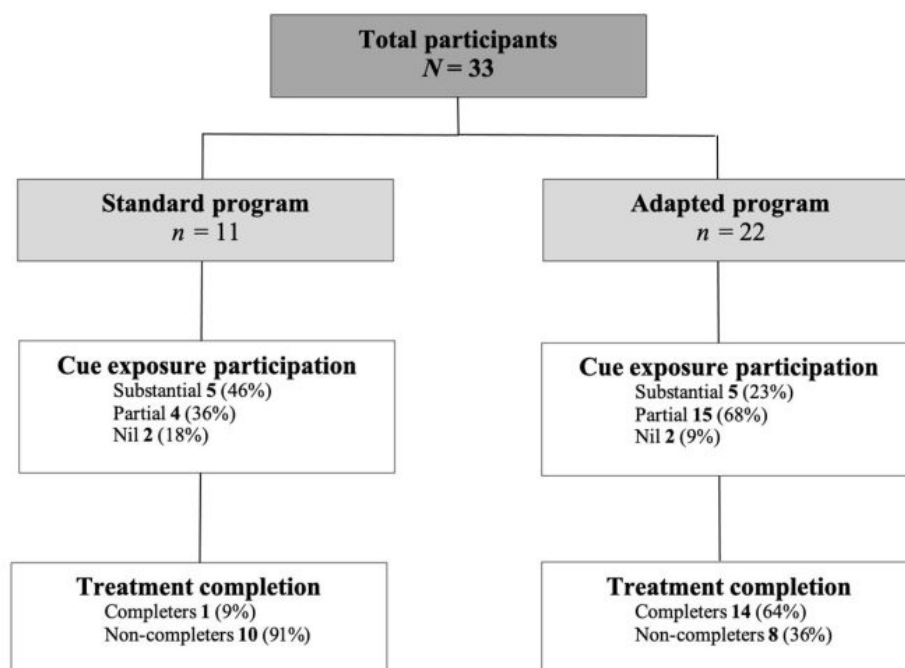 Total participants
N = 33
Standard program
n = 11
Adapted program
n = 22
Cue exposure participation
Substantial 5 (46%)
Partial 4 (36%)
Nil 2 (18%)
Cue exposure participation
Substantial 5 (23%)
Partial 15 (68%)
Nil 2 (9%)
Treatment completion
Completers 1 (9%)
Non-completers 10 (91%)
Treatment completion
Completers 14 (64%)
Non-completers 8 (36%)